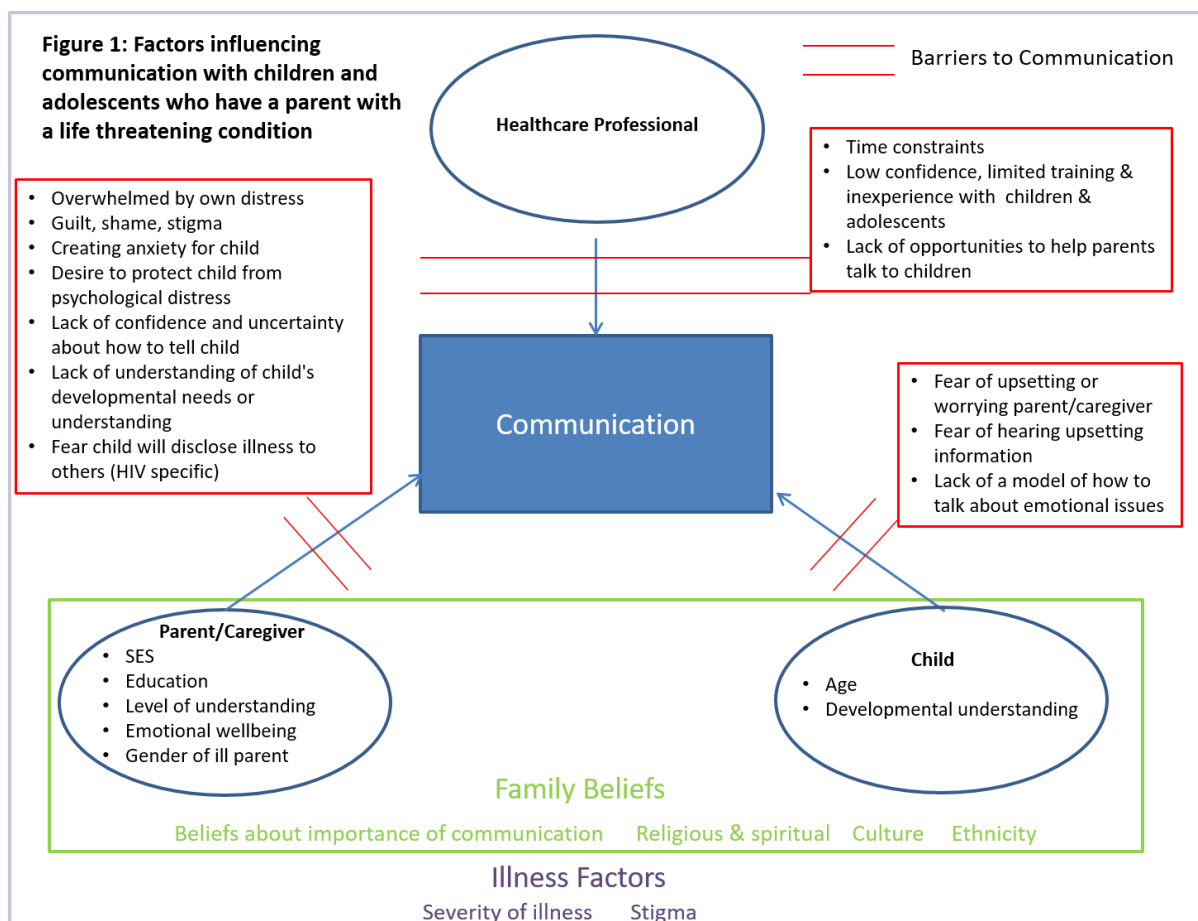 Figure 1: Factors influencing
communication with children and
adolescents who have a parent with
a life threatening condition
Healthcare Professional
Barriers to Communication
• Time constraints
• Low confidence, limited training &
inexperience with children &
adolescents
• Lack of opportunities to help parents
talk to children
• Overwhelmed by own distress
• Guilt, shame, stigma
• Creating anxiety for child
• Desire to protect child from
psychological distress
• Lack of confidence and uncertainty
about how to tell child
• Lack of understanding of child's
developmental needs or
understanding
• Fear child will disclose illness to
others (HIV specific)
Communication
• Fear of upsetting or
worrying parent/caregiver
• Fear of hearing upsetting
information
• Lack of a model of how to
talk about emotional issues
Parent/Caregiver
• SES
• Education
• Level of understanding
• Emotional wellbeing
• Gender of ill parent
Child
• Age
• Developmental understanding
Family Beliefs
Beliefs about importance of communication Religious & spiritual Culture Ethnicity
Illness Factors
Severity of illness Stigma